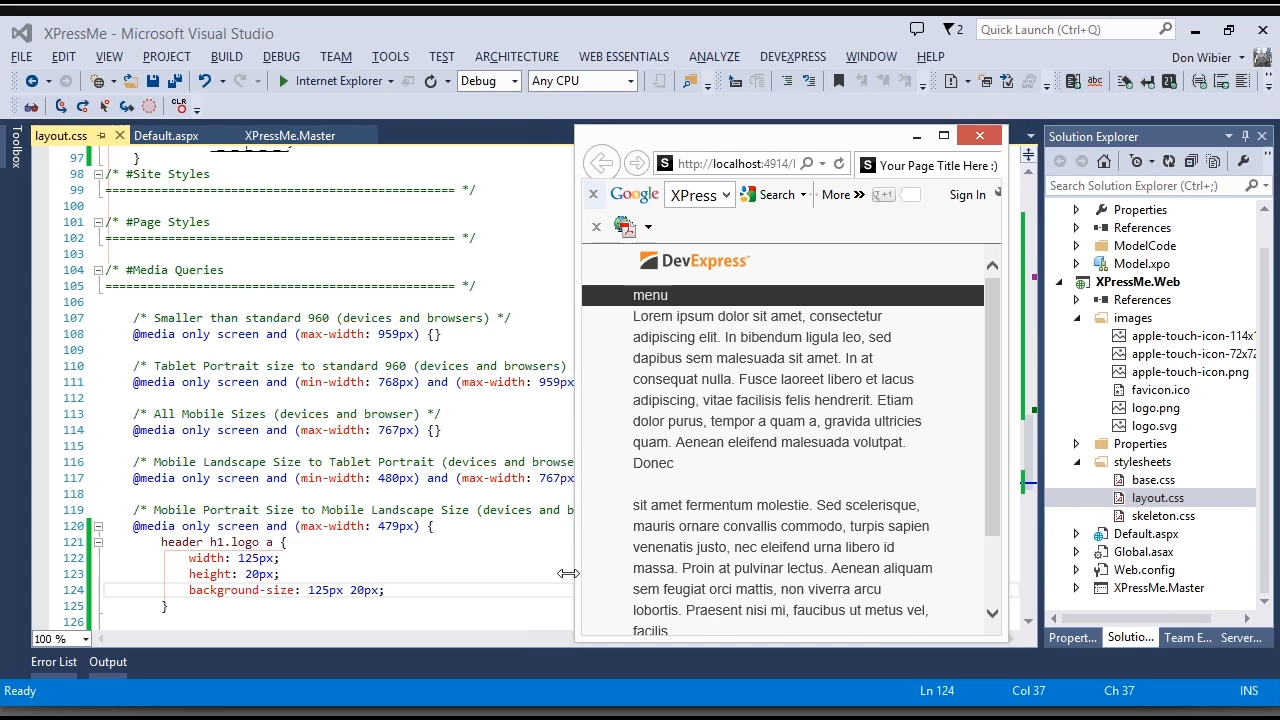 XPressMe - Microsoft Visual Studio
2
Quick Launch (Ctrl+Q)
FILE EDIT VIEW PROJECT BUILD DEBUG TEAM TOOLS TEST ARCHITECTURE WEB ESSENTIALS ANALYZE DEVEXPRESS WINDOW HELP Don Wibier
Internet Explorer Debug Any CPU
abc
CLR
Toolbox
layout.css Default.aspx XPressMe.Master
97 }
98 /* #Site Styles
99 ================================================== */
100
101 /* #Page Styles
102 ================================================== */
103
104 /* #Media Queries
105 ================================================== */
106
107 /* Smaller than standard 960 (devices and browsers) */
108 @media only screen and (max-width: 959px) {}
109
110 /* Tablet Portrait size to standard 960 (devices and browsers)
111 @media only screen and (min-width: 768px) and (max-width: 959px
112
113 /* All Mobile Sizes (devices and browser) */
114 @media only screen and (max-width: 767px) {}
115
116 /* Mobile Landscape Size to Tablet Portrait (devices and browse
117 @media only screen and (min-width: 480px) and (max-width: 767px
118
119 /* Mobile Portrait Size to Mobile Landscape Size (devices and b
120 @media only screen and (max-width: 479px) {
121 header h1.logo a {
122 width: 125px;
123 height: 20px;
124 background-size: 125px 20px;
125 }
126
100 %
http://localhost:4914/ Your Page Title Here :)
Google XPress Search More >> +1 Sign In
DevExpress
menu
Lorem ipsum dolor sit amet, consectetur
adipiscing elit. In bibendum ligula leo, sed
dapibus sem malesuada sit amet. In at
consequat nulla. Fusce laoreet libero et lacus
adipiscing, vitae facilisis felis hendrerit. Etiam
dolor purus, tempor a quam a, gravida ultricies
quam. Aenean eleifend malesuada volutpat.
Donec
sit amet fermentum molestie. Sed scelerisque,
mauris ornare convallis commodo, turpis sapien
venenatis justo, nec eleifend urna libero id
massa. Proin at pulvinar lectus. Aenean aliquam
sem feugiat orci mattis, non viverra arcu
lobortis. Praesent nisi mi, faucibus ut metus vel,
facilis
Solution Explorer
Search Solution Explorer (Ctrl+;)
Properties
References
ModelCode
Model.xpo
XPressMe.Web
References
images
apple-touch-icon-114x1
apple-touch-icon-72x72
apple-touch-icon.png
favicon.ico
logo.png
logo.svg
Properties
stylesheets
base.css
layout.css
skeleton.css
Default.aspx
Global.asax
Web.config
XPressMe.Master
Propert... Solutio... Team E... Server...
Error List Output
Ready Ln 124 Col 37 Ch 37 INS